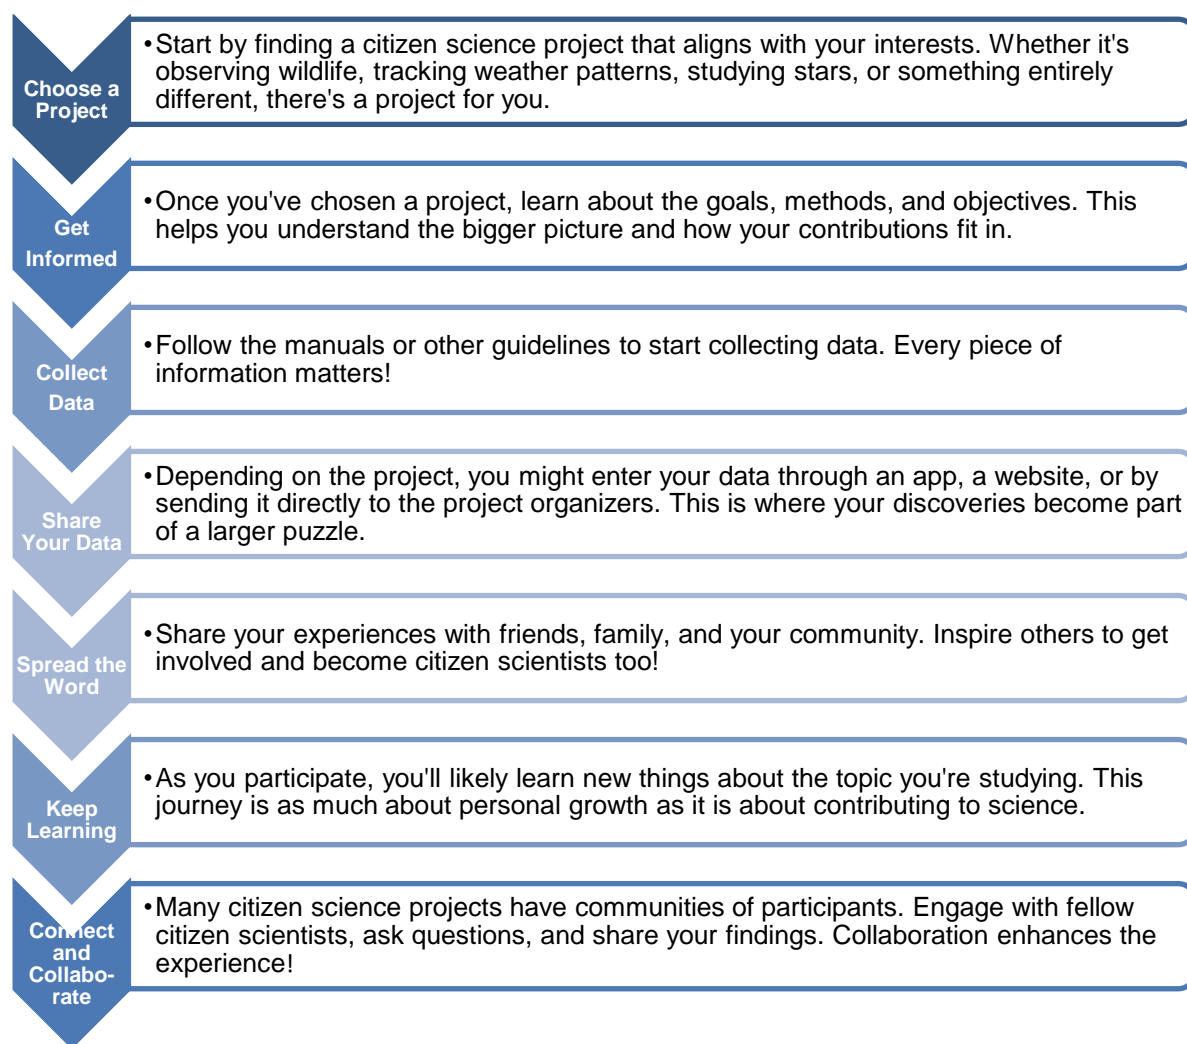 Choose a
Project
•Start by finding a citizen science project that aligns with your interests. Whether it's
observing wildlife, tracking weather patterns, studying stars, or something entirely
different, there's a project for you.
Get
Informed
•Once you've chosen a project, learn about the goals, methods, and objectives. This
helps you understand the bigger picture and how your contributions fit in.
Collect
Data
•Follow the manuals or other guidelines to start collecting data. Every piece of
information matters!
Share
Your Data
•Depending on the project, you might enter your data through an app, a website, or by
sending it directly to the project organizers. This is where your discoveries become part
of a larger puzzle.
Spread the
Word
•Share your experiences with friends, family, and your community. Inspire others to get
involved and become citizen scientists too!
Keep
Learning
•As you participate, you'll likely learn new things about the topic you're studying. This
journey is as much about personal growth as it is about contributing to science.
Connect
and
Collabo-
rate
•Many citizen science projects have communities of participants. Engage with fellow
citizen scientists, ask questions, and share your findings. Collaboration enhances the
experience!